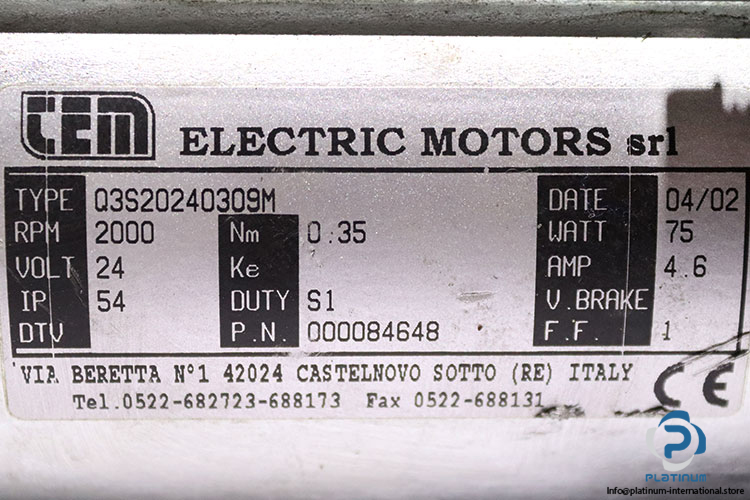 TEM ELECTRIC MOTORS srl
TYPE Q3S20240309M DATE 04/02
RPM 2000 Nm 0.35 WATT 75
VOLT 24 Ke AMP 4.6
IP 54 DUTY S1 V.BRAKE
DTV P.N. 000084648 F.F. 1
VIA BERETTA N°1 42024 CASTELNOVO SOTTO (RE) ITALY
Tel.0522-682723-688173 Fax 0522-688131
CE
PLATINUM
Info@platinum-international.store